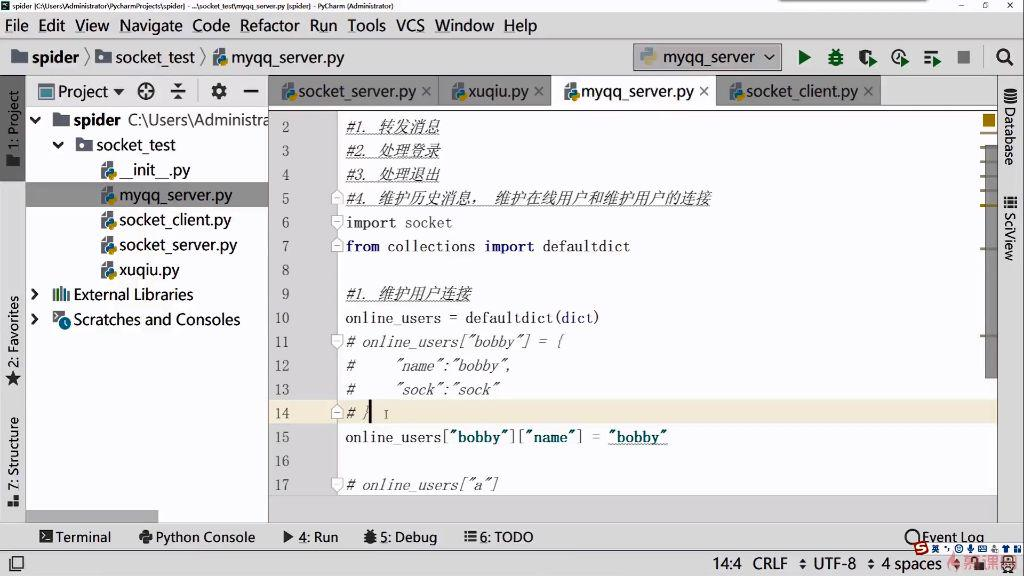 spider [C:\Users\Administrator\PycharmProjects\spider] - ...\socket_test\myqq_server.py [spider] - PyCharm (Administrator)
File Edit View Navigate Code Refactor Run Tools VCS Window Help
spider socket_test myqq_server.py myqq_server
1: Project
2: Favorites
7: Structure
Project
socket_server.py xuqiu.py myqq_server.py socket_client.py
spider C:\Users\Administra
socket_test
__init__.py
myqq_server.py
socket_client.py
socket_server.py
xuqiu.py
External Libraries
Scratches and Consoles
2 #1. 转发消息
3 #2. 处理登录
4 #3. 处理退出
5 #4. 维护历史消息， 维护在线用户和维护用户的连接
6 import socket
7 from collections import defaultdict
8
9 #1. 维护用户连接
10 online_users = defaultdict(dict)
11 # online_users["bobby"] = {
12 # "name":"bobby",
13 # "sock":"sock"
14 # }
15 online_users["bobby"]["name"] = "bobby"
16
17 # online_users["a"]
Database
SciView
Terminal Python Console 4: Run 5: Debug 6: TODO Event Log
14:4 CRLF UTF-8 4 spaces